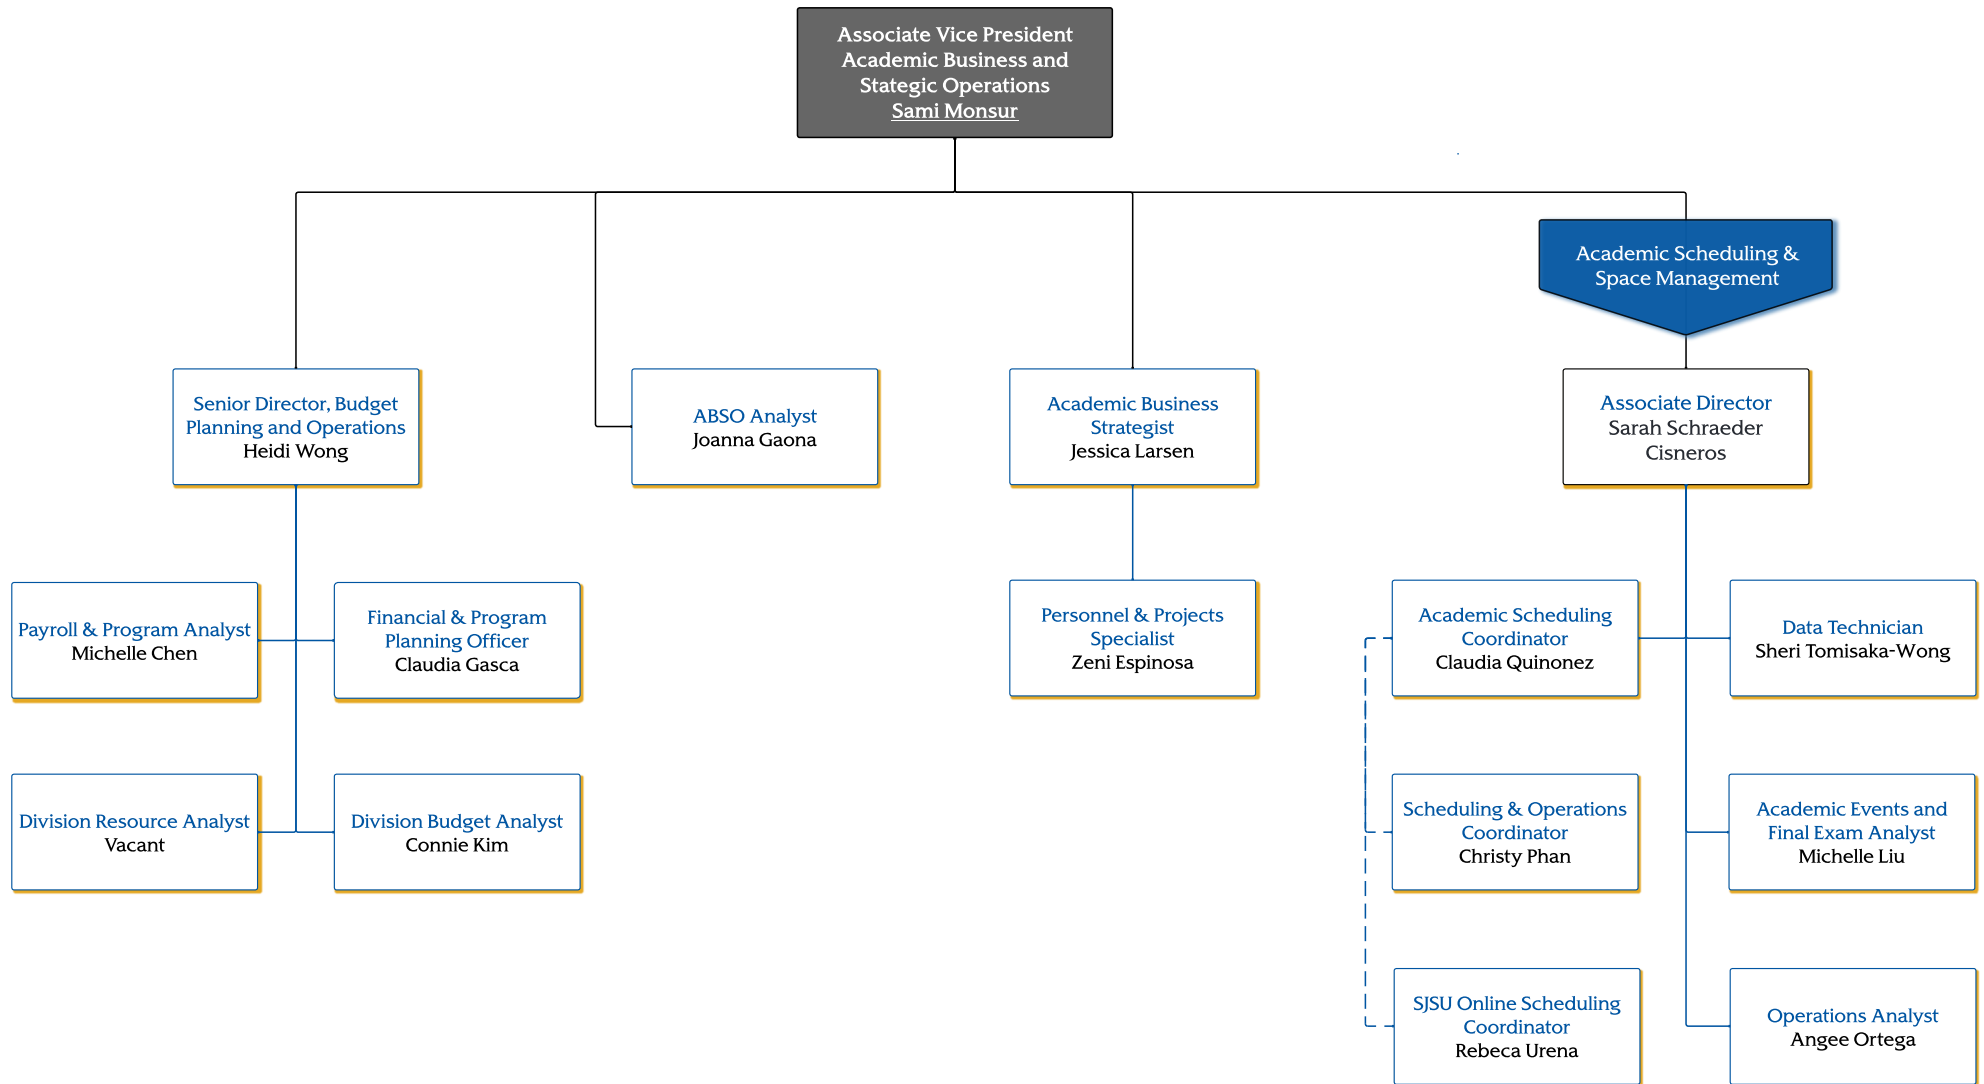 Associate Vice President
Academic Business and
Stategic Operations
Sami Monsur
Academic Scheduling &
Space Management
Senior Director, Budget
Planning and Operations
Heidi Wong
ABSO Analyst
Joanna Gaona
Academic Business
Strategist
Jessica Larsen
Associate Director
Sarah Schraeder
Cisneros
Payroll & Program Analyst
Michelle Chen
Financial & Program
Planning Officer
Claudia Gasca
Personnel & Projects
Specialist
Zeni Espinosa
Academic Scheduling
Coordinator
Claudia Quinonez
Data Technician
Sheri Tomisaka-Wong
Division Resource Analyst
Vacant
Division Budget Analyst
Connie Kim
Scheduling & Operations
Coordinator
Christy Phan
Academic Events and
Final Exam Analyst
Michelle Liu
SJSU Online Scheduling
Coordinator
Rebeca Urena
Operations Analyst
Angee Ortega